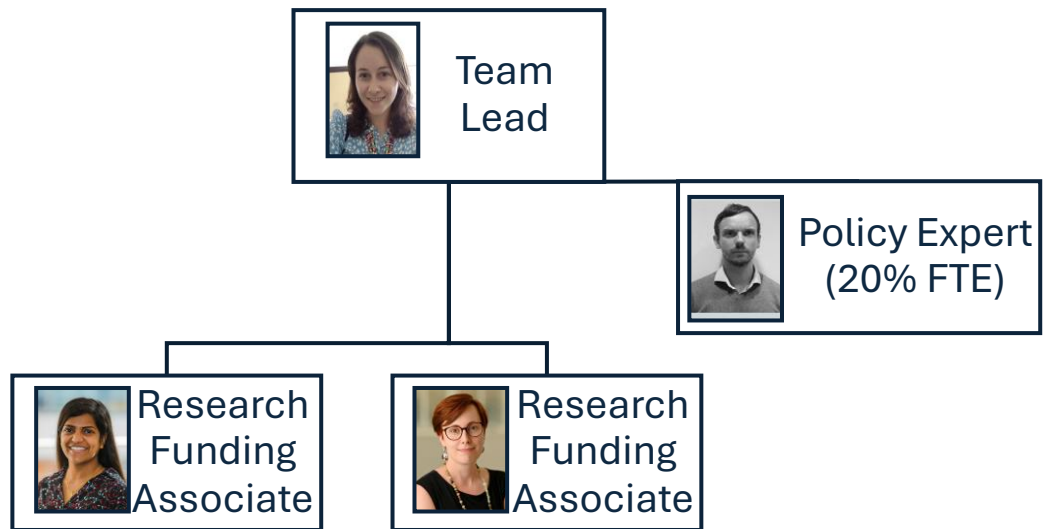 Team
Lead
Policy Expert
(20% FTE)
Research
Funding
Associate
Research
Funding
Associate